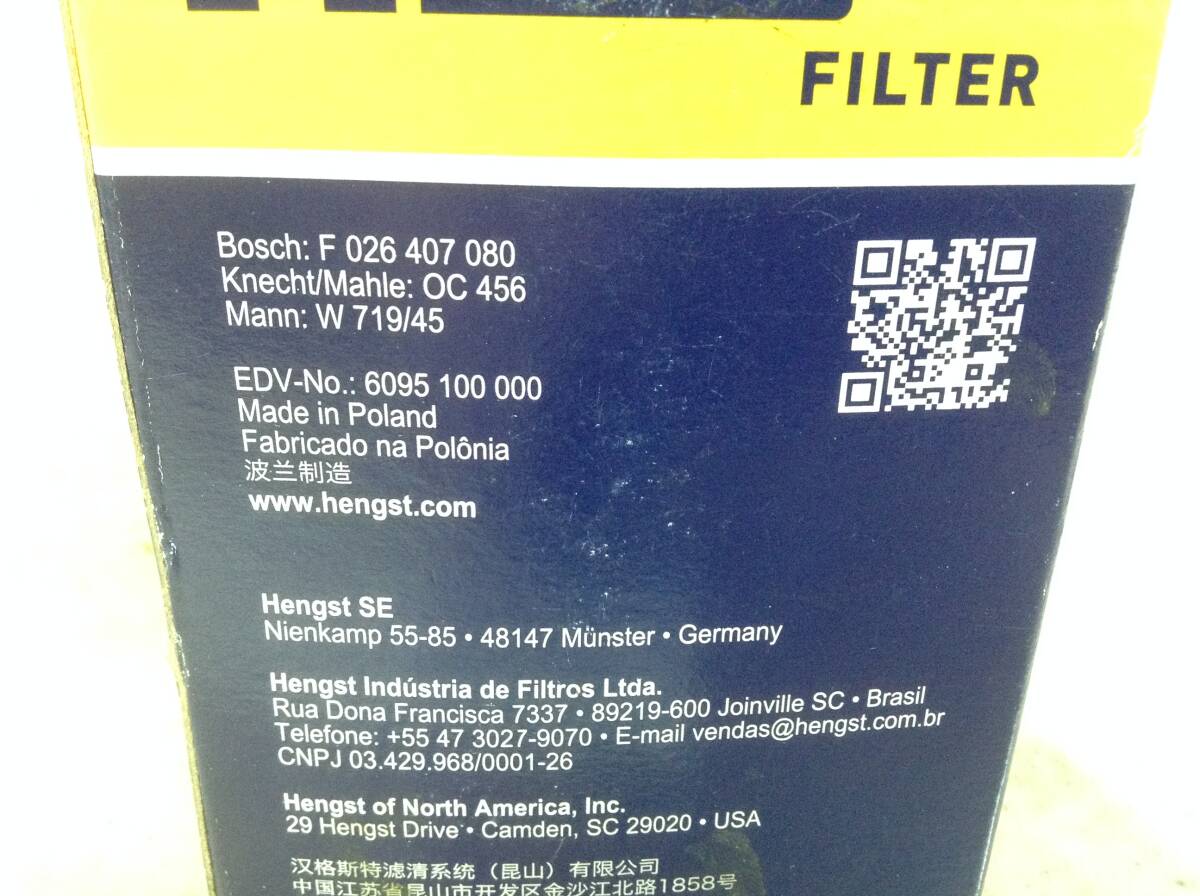 FILTER
Bosch: F 026 407 080
Knecht/Mahle: OC 456
Mann: W 719/45
EDV-No.: 6095 100 000
Made in Poland
Fabricado na Polônia
波兰制造
www.hengst.com
Hengst SE
Nienkamp 55-85 • 48147 Münster • Germany
Hengst Indústria de Filtros Ltda.
Rua Dona Francisca 7337 • 89219-600 Joinville SC • Brasil
Telefone: +55 47 3027-9070 • E-mail vendas@hengst.com.br
CNPJ 03.429.968/0001-26
Hengst of North America, Inc.
29 Hengst Drive • Camden, SC 29020 • USA
汉格斯特滤清系统（昆山）有限公司
中国江苏省昆山市开发区金沙江北路1858号